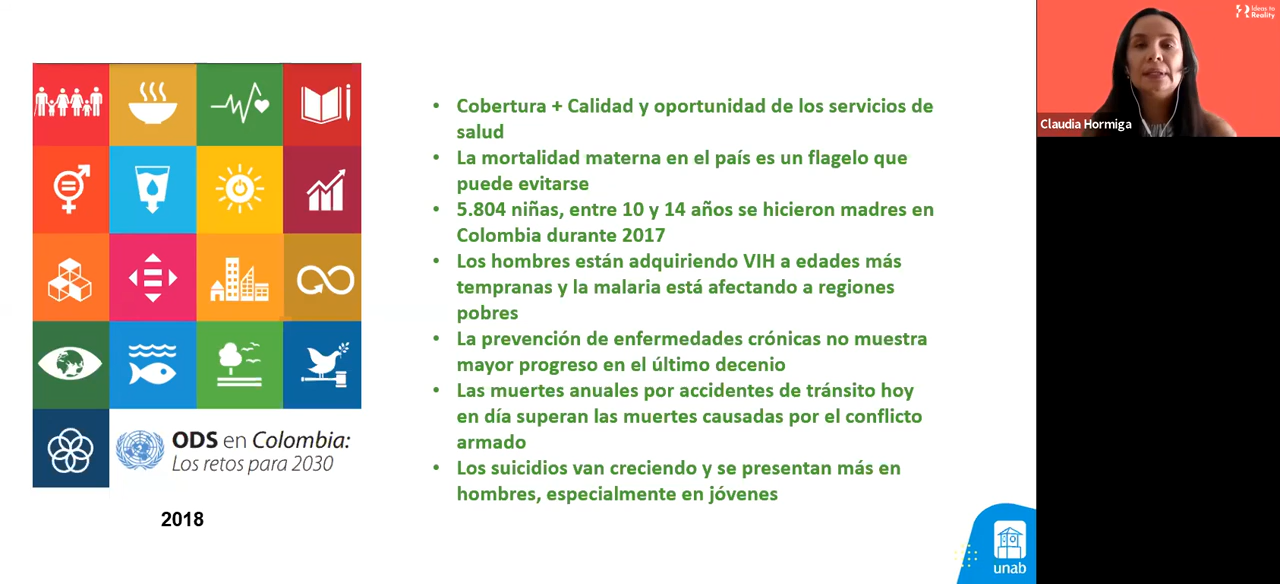 Cobertura + Calidad y oportunidad de los servicios de
salud
La mortalidad materna en el país es un flagelo que
puede evitarse
5.804 niñas, entre 10 y 14 años se hicieron madres en
Colombia durante 2017
Los hombres están adquiriendo VIH a edades más
tempranas y la malaria está afectando a regiones
pobres
La prevención de enfermedades crónicas no muestra
mayor progreso en el último decenio
Las muertes anuales por accidentes de tránsito hoy
en día superan las muertes causadas por el conflicto
armado
Los suicidios van creciendo y se presentan más en
hombres, especialmente en jóvenes
ODS en Colombia:
Los retos para 2030
2018
unab
Ideas to
Reality
Claudia Hormiga